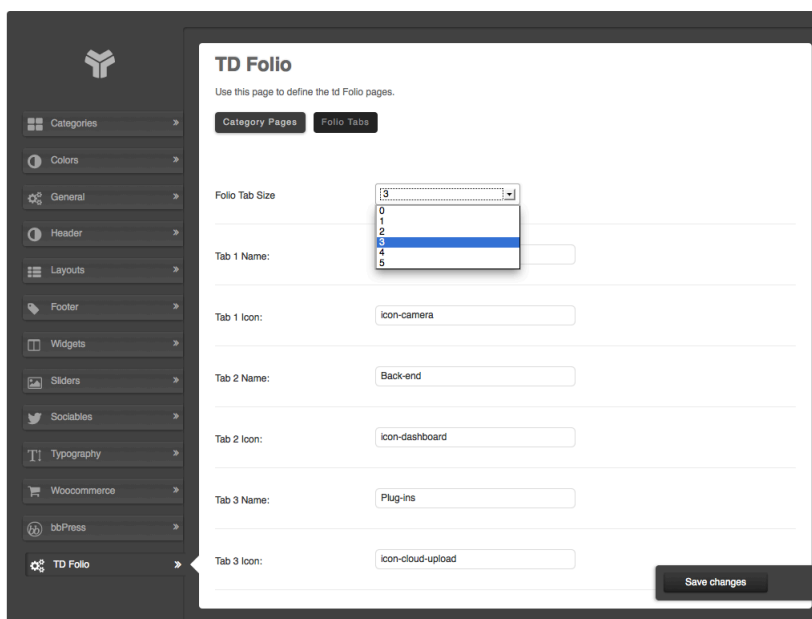 TD Folio
Use this page to define the td Folio pages.
Category Pages Folio Tabs
Categories
Colors
General
Header
Layouts
Footer
Widgets
Sliders
Sociables
Typography
Woocommerce
bbPress
TD Folio
Folio Tab Size 3
0
1
2
3
4
5
Tab 1 Name:
Tab 1 Icon: icon-camera
Tab 2 Name: Back-end
Tab 2 Icon: icon-dashboard
Tab 3 Name: Plug-ins
Tab 3 Icon: icon-cloud-upload
Save changes